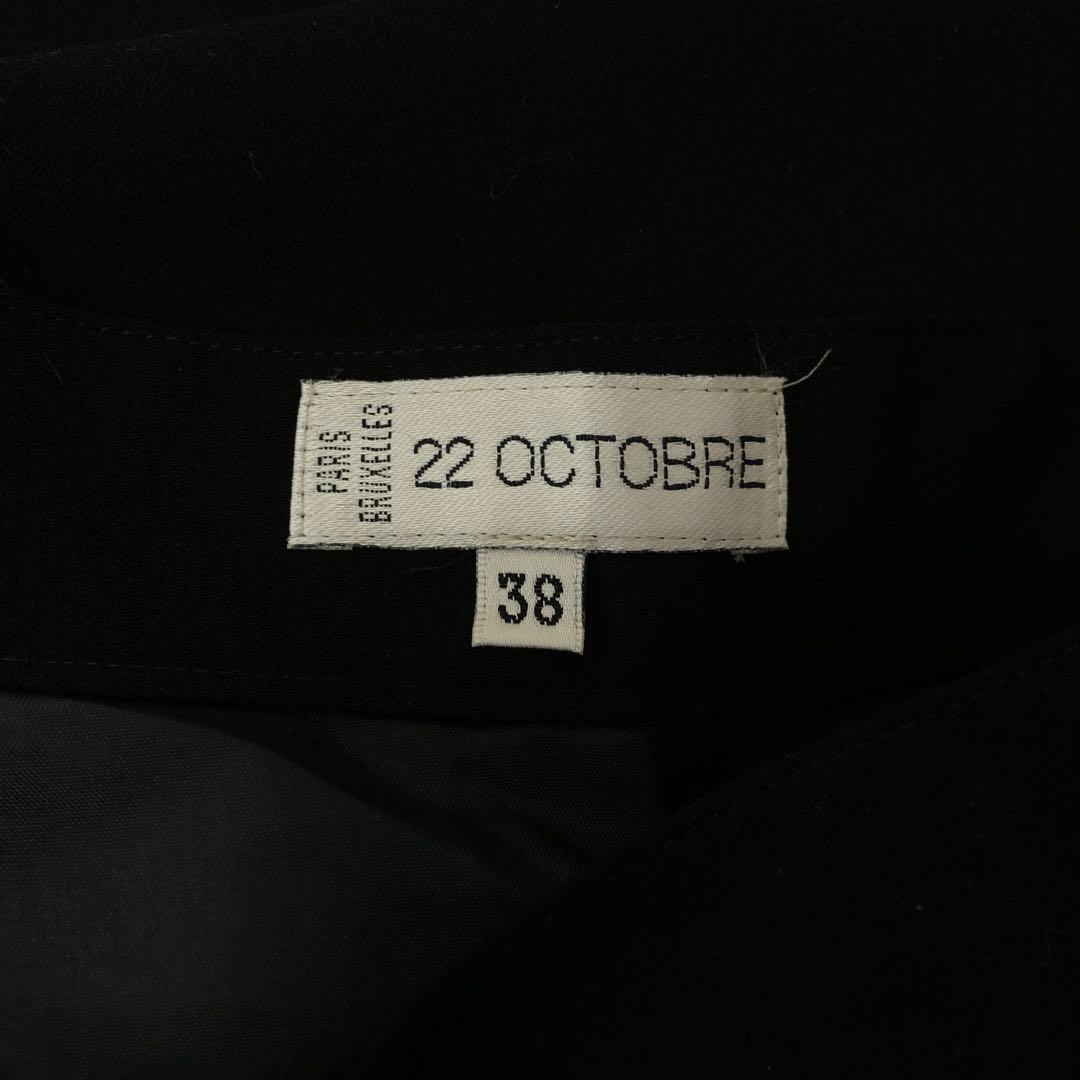 PARIS
BRUXELLES
22 OCTOBRE
38